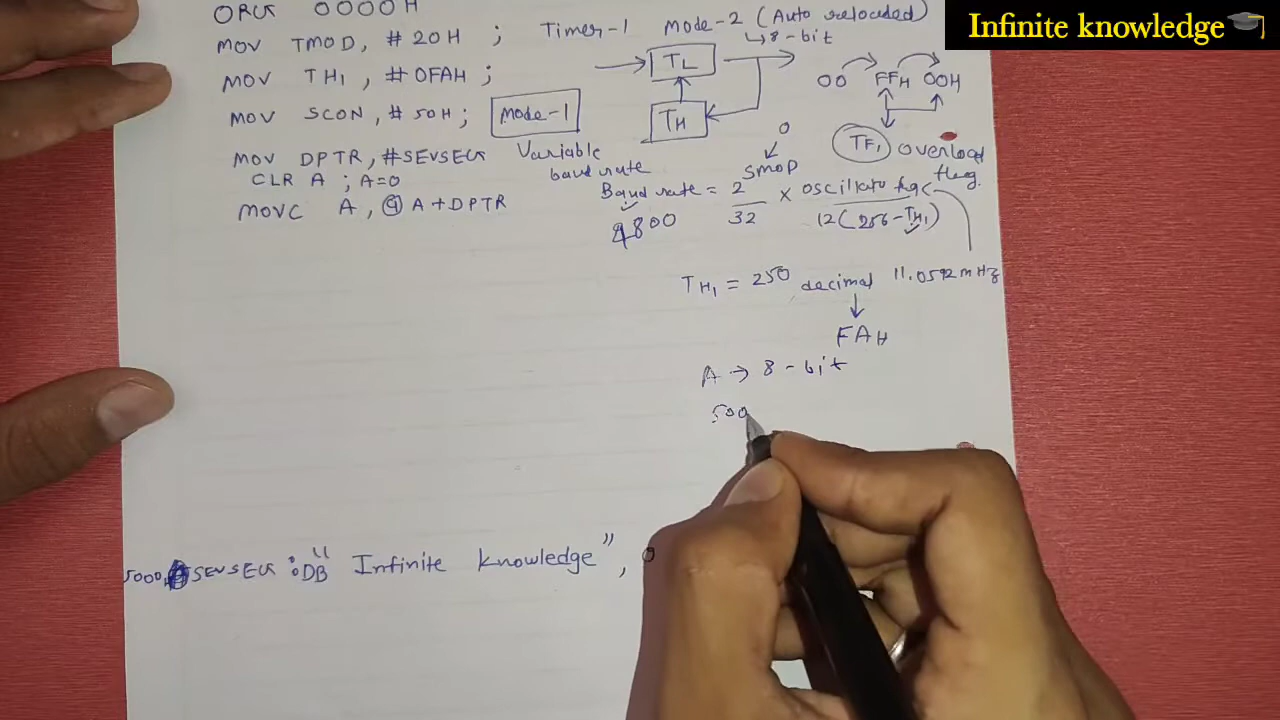 Infinite knowledge
ORG 0000H
MOV TMOD, # 20H ; Timer-1 Mode-2 (Auto reloaded)
↳ 8-bit
MOV TH1, # 0FAH ;
TL
00 FFH 00H
MOV SCON, # 50H ; Mode-1
TH
TF1 overload flag.
MOV DPTR, #SEVSEG Variable baud rate
CLR A ; A=0
MOVC A, @ A+DPTR
0
Baud rate = 2 SMOD / 32 × oscillato fqc / 12(256-TH1)
4800
TH1 = 250 decimal 11.0592 mHz
FAH
A → 8-bit
500
5000, SEVSEG : DB "Infinite knowledge", 0